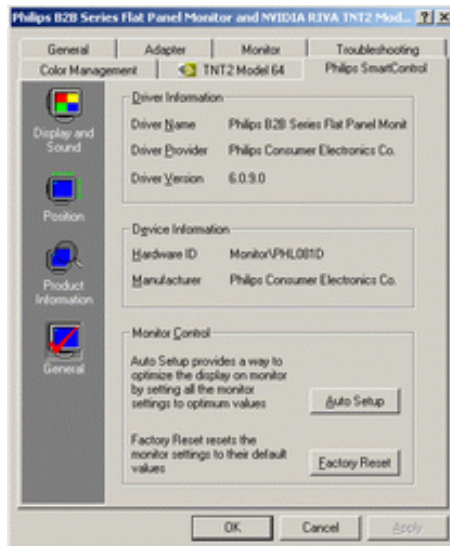 Philips B2B Series Flat Panel Monitor and NVIDIA RIVA TNT2 Mod...
General Adapter Monitor Troubleshooting
Color Management TNT2 Model 64 Philips SmartControl
Display and
Sound
Position
Product
Information
General
Driver Information
Driver Name Philips B2B Series Flat Panel Monit
Driver Provider Philips Consumer Electronics Co.
Driver Version 6.0.9.0
Device Information
Hardware ID Monitor\PHL081D
Manufacturer Philips Consumer Electronics Co.
Monitor Control
Auto Setup provides a way to
optimize the display on monitor
by setting all the monitor
settings to optimum values
Auto Setup
Factory Reset resets the
monitor settings to their default
values
Factory Reset
OK Cancel Apply